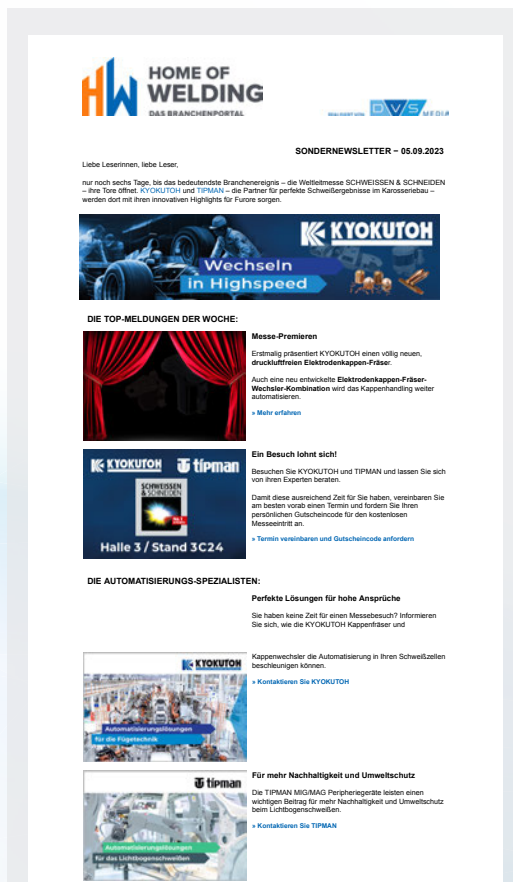 HOME OF
WELDING
DAS BRANCHENPORTAL
REALISIERT VON DVS MEDIA
SONDERNEWSLETTER – 05.09.2023
Liebe Leserinnen, liebe Leser,
nur noch sechs Tage, bis das bedeutendste Branchenereignis – die Weltleitmesse SCHWEISSEN & SCHNEIDEN
– ihre Tore öffnet. KYOKUTOH und TIPMAN – die Partner für perfekte Schweißergebnisse im Karosseriebau –
werden dort mit ihren innovativen Highlights für Furore sorgen.
KYOKUTOH
Wechseln
in Highspeed
DIE TOP-MELDUNGEN DER WOCHE:
Messe-Premieren
Erstmalig präsentiert KYOKUTOH einen völlig neuen,
druckluftfreien Elektrodenkappen-Fräser.
Auch eine neu entwickelte Elektrodenkappen-Fräser-
Wechsler-Kombination wird das Kappenhandling weiter
automatisieren.
» Mehr erfahren
KYOKUTOH tipman
SCHWEISSEN
& SCHNEIDEN
Halle 3 / Stand 3C24
Ein Besuch lohnt sich!
Besuchen Sie KYOKUTOH und TIPMAN und lassen Sie sich
von ihren Experten beraten.
Damit diese ausreichend Zeit für Sie haben, vereinbaren Sie
am besten vorab einen Termin und fordern Sie Ihren
persönlichen Gutscheincode für den kostenlosen
Messeeintritt an.
» Termin vereinbaren und Gutscheincode anfordern
DIE AUTOMATISIERUNGS-SPEZIALISTEN:
Perfekte Lösungen für hohe Ansprüche
Sie haben keine Zeit für einen Messebesuch? Informieren
Sie sich, wie die KYOKUTOH Kappenfräser und
Kappenwechsler die Automatisierung in Ihren Schweißzellen
beschleunigen können.
» Kontaktieren Sie KYOKUTOH
KYOKUTOH
Automatisierungslösungen
für die Fügetechnik
Für mehr Nachhaltigkeit und Umweltschutz
Die TIPMAN MIG/MAG Peripheriegeräte leisten einen
wichtigen Beitrag für mehr Nachhaltigkeit und Umweltschutz
beim Lichtbogenschweißen.
» Kontaktieren Sie TIPMAN
tipman
Automatisierungslösungen
für das Lichtbogenschweißen